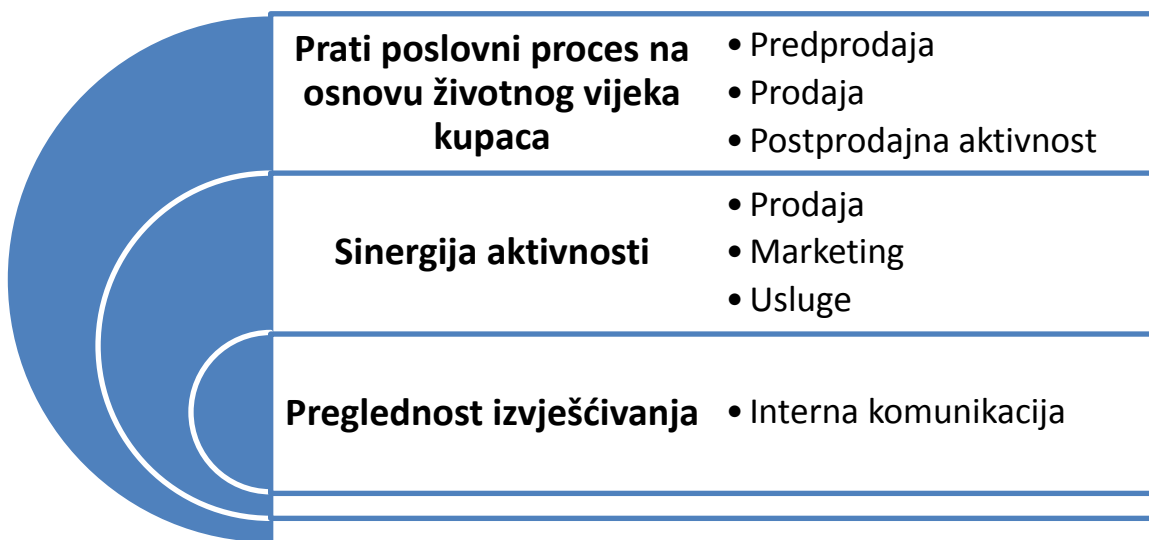 Prati poslovni proces na
osnovu životnog vijeka
kupaca
• Predprodaja
• Prodaja
• Postprodajna aktivnost
Sinergija aktivnosti
• Prodaja
• Marketing
• Usluge
Preglednost izvješćivanja
• Interna komunikacija